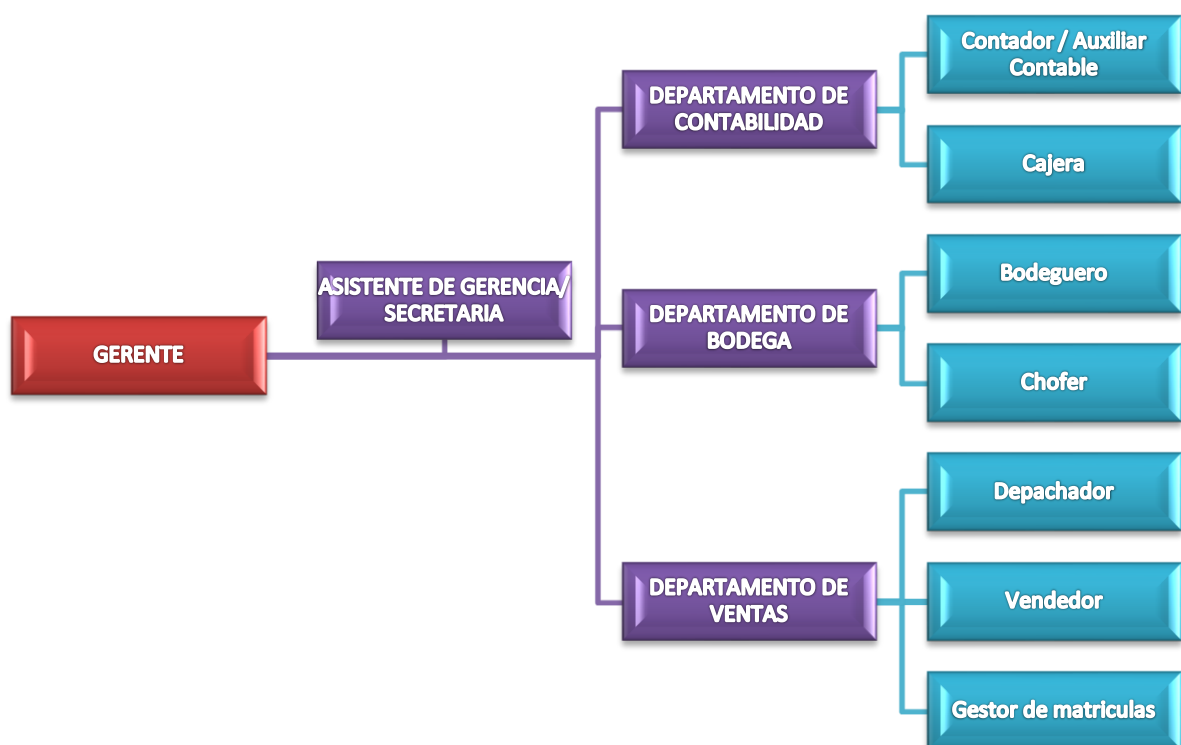 GERENTE
ASISTENTE DE GERENCIA/
SECRETARIA
DEPARTAMENTO DE
CONTABILIDAD
Contador / Auxiliar
Contable
Cajera
DEPARTAMENTO DE
BODEGA
Bodeguero
Chofer
DEPARTAMENTO DE
VENTAS
Depachador
Vendedor
Gestor de matriculas